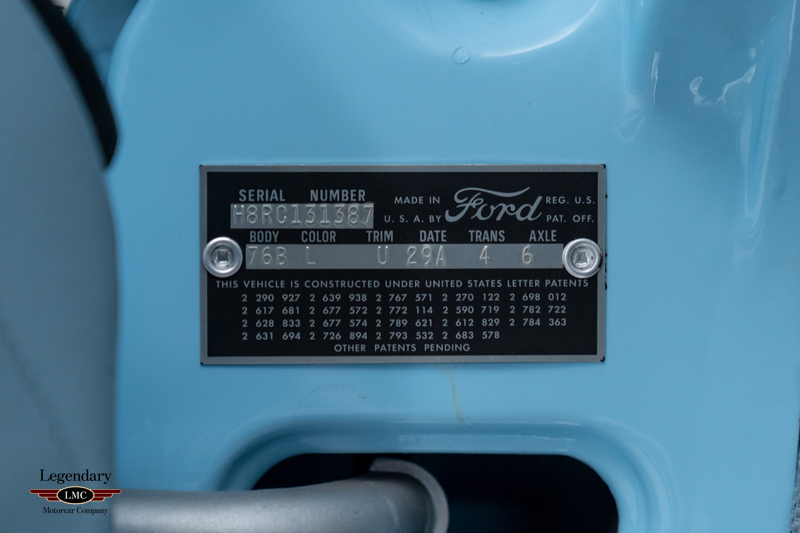 SERIAL NUMBER
H8RC131387
MADE IN Ford REG. U.S.
U. S. A. BY PAT. OFF.
BODY COLOR TRIM DATE TRANS AXLE
76B L U 29A 4 6
THIS VEHICLE IS CONSTRUCTED UNDER UNITED STATES LETTER PATENTS
2 290 927 2 639 938 2 767 571 2 270 122 2 698 012
2 617 681 2 677 572 2 772 114 2 590 719 2 782 722
2 628 833 2 677 574 2 789 621 2 612 829 2 784 363
2 631 694 2 726 894 2 793 532 2 683 578
OTHER PATENTS PENDING
Legendary
LMC
Motorcar Company